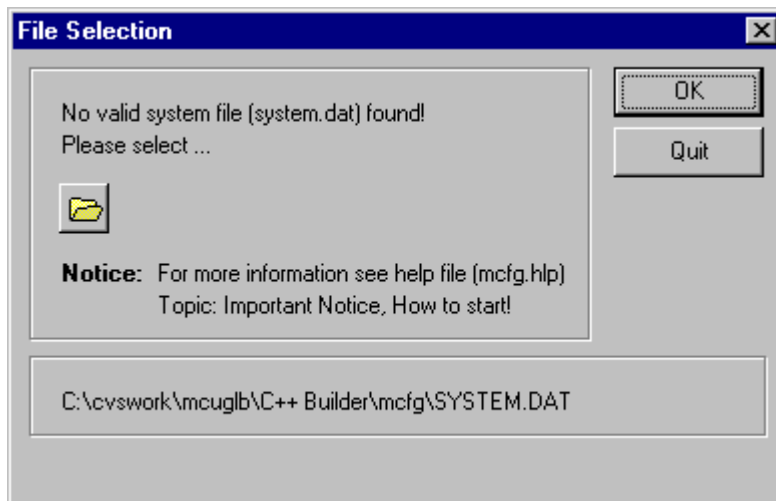 File Selection
No valid system file (system.dat) found!
Please select ...
Notice: For more information see help file (mcfg.hlp)
Topic: Important Notice, How to start!
OK
Quit
C:\cvswork\mcuglb\C++ Builder\mcfg\SYSTEM.DAT